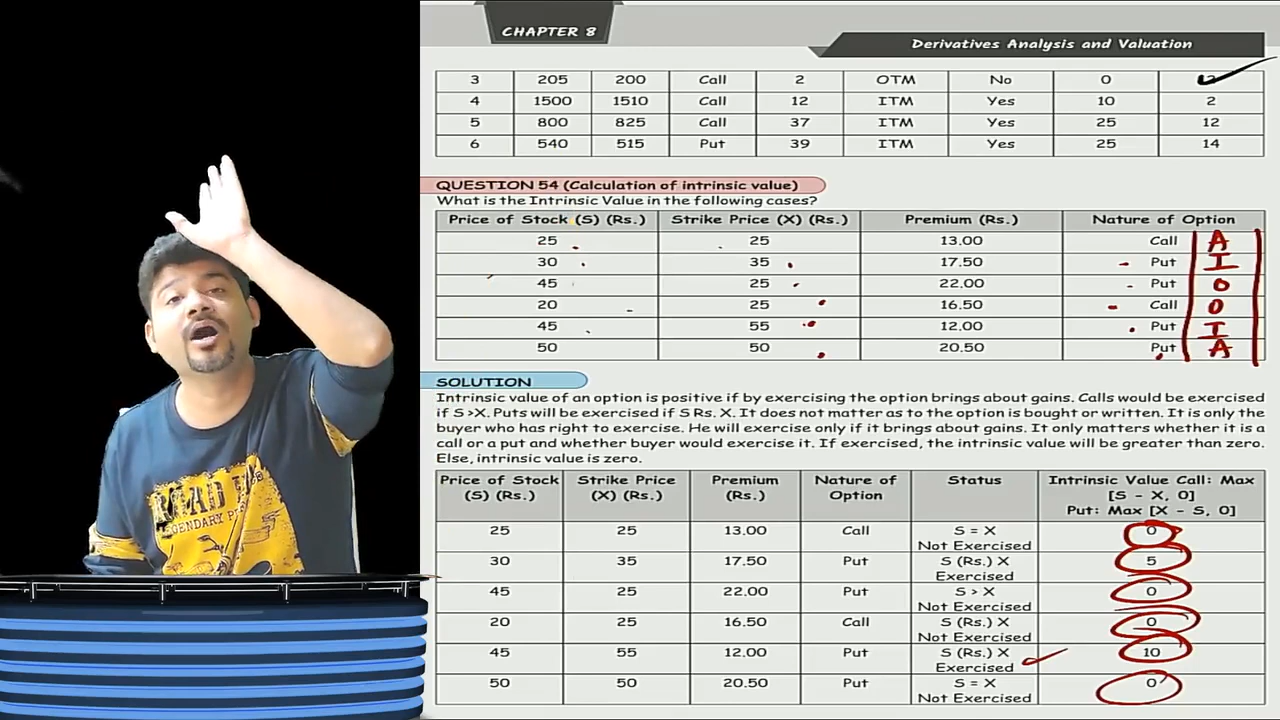 CHAPTER 8
Derivatives Analysis and Valuation
3 205 200 Call 2 OTM No 0
4 1500 1510 Call 12 ITM Yes 10 2
5 800 825 Call 37 ITM Yes 25 12
6 540 515 Put 39 ITM Yes 25 14
QUESTION 54 (Calculation of intrinsic value)
What is the Intrinsic Value in the following cases?
Price of Stock (S) (Rs.) Strike Price (X) (Rs.) Premium (Rs.) Nature of Option
25 25 13.00 Call A
30 35 17.50 Put I
45 25 22.00 Put O
20 25 16.50 Call O
45 55 12.00 Put I
50 50 20.50 Put A
SOLUTION
Intrinsic value of an option is positive if by exercising the option brings about gains. Calls would be exercised
if S >X. Puts will be exercised if S Rs. X. It does not matter as to the option is bought or written. It is only the
buyer who has right to exercise. He will exercise only if it brings about gains. It only matters whether it is a
call or a put and whether buyer would exercise it. If exercised, the intrinsic value will be greater than zero.
Else, intrinsic value is zero.
Price of Stock Strike Price Premium Nature of Status Intrinsic Value Call: Max
(S) (Rs.) (X) (Rs.) (Rs.) Option [S - X, 0]
Put: Max [X - S, 0]
25 25 13.00 Call S = X 0
Not Exercised
30 35 17.50 Put S (Rs.) X 5
Exercised
45 25 22.00 Put S > X 0
Not Exercised
20 25 16.50 Call S (Rs.) X 0
Not Exercised
45 55 12.00 Put S (Rs.) X 10
Exercised
50 50 20.50 Put S = X 0
Not Exercised
ROAD
LEGENDARY